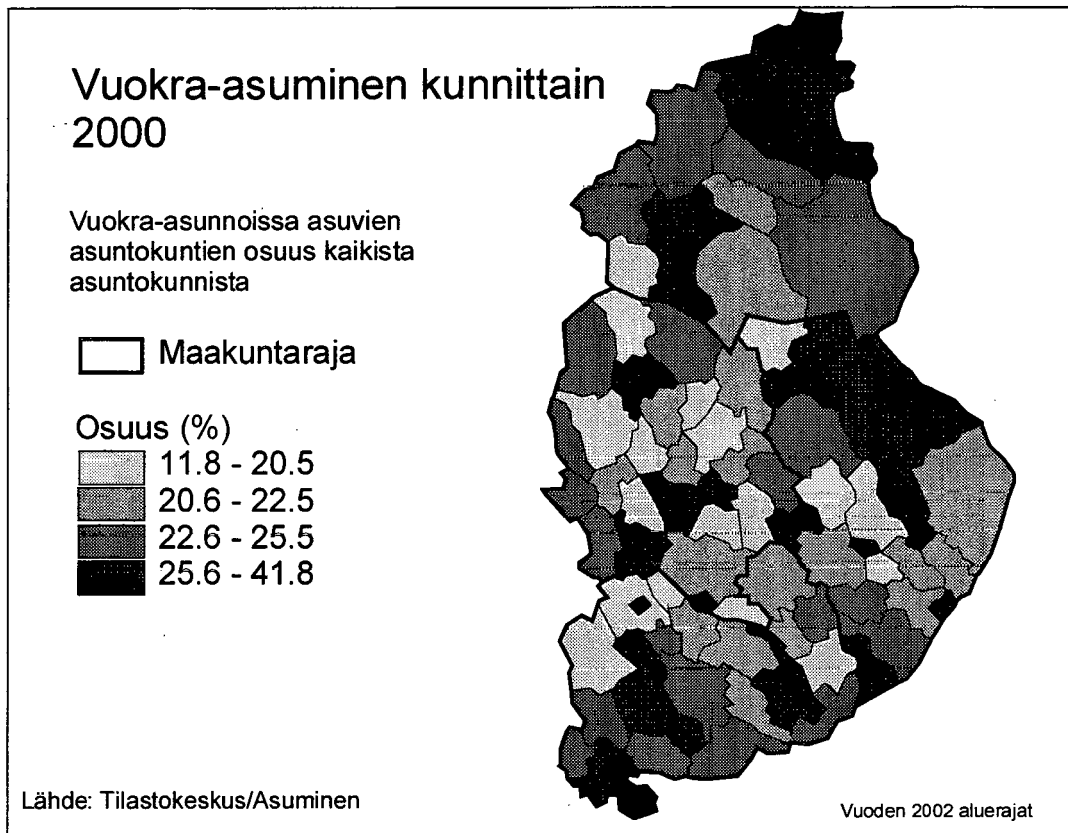 Vuokra-asuminen kunnittain
2000
Vuokra-asunnoissa asuvien
asuntokuntien osuus kaikista
asuntokunnista
Maakuntaraja
Osuus (%)
11.8 - 20.5
20.6 - 22.5
22.6 - 25.5
25.6 - 41.8
Lähde: Tilastokeskus/Asuminen
Vuoden 2002 aluerajat